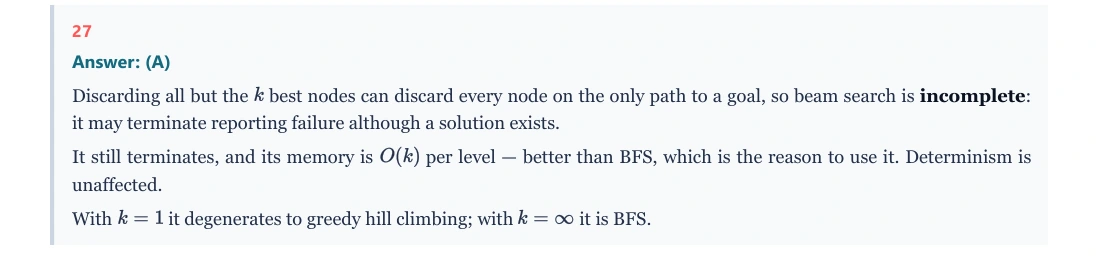 27
Answer: (A)
Discarding all but the k best nodes can discard every node on the only path to a goal, so beam search is incomplete:
it may terminate reporting failure although a solution exists.
It still terminates, and its memory is O(k) per level — better than BFS, which is the reason to use it. Determinism is
unaffected.
With k = 1 it degenerates to greedy hill climbing; with k = ∞ it is BFS.